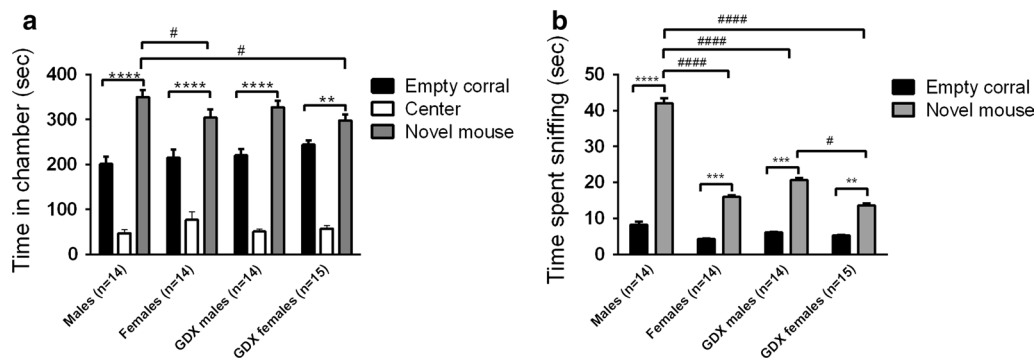 a
Time in chamber (sec)
400
300
200
100
0
#
#
****
****
****
**
Empty corral
Center
Novel mouse
Males (n=14)
Females (n=14)
GDX males (n=14)
GDX females (n=15)
b
Time spent sniffing (sec)
50
40
30
20
10
0
####
####
####
****
***
***
#
**
Empty corral
Novel mouse
Males (n=14)
Females (n=14)
GDX males (n=14)
GDX females (n=15)